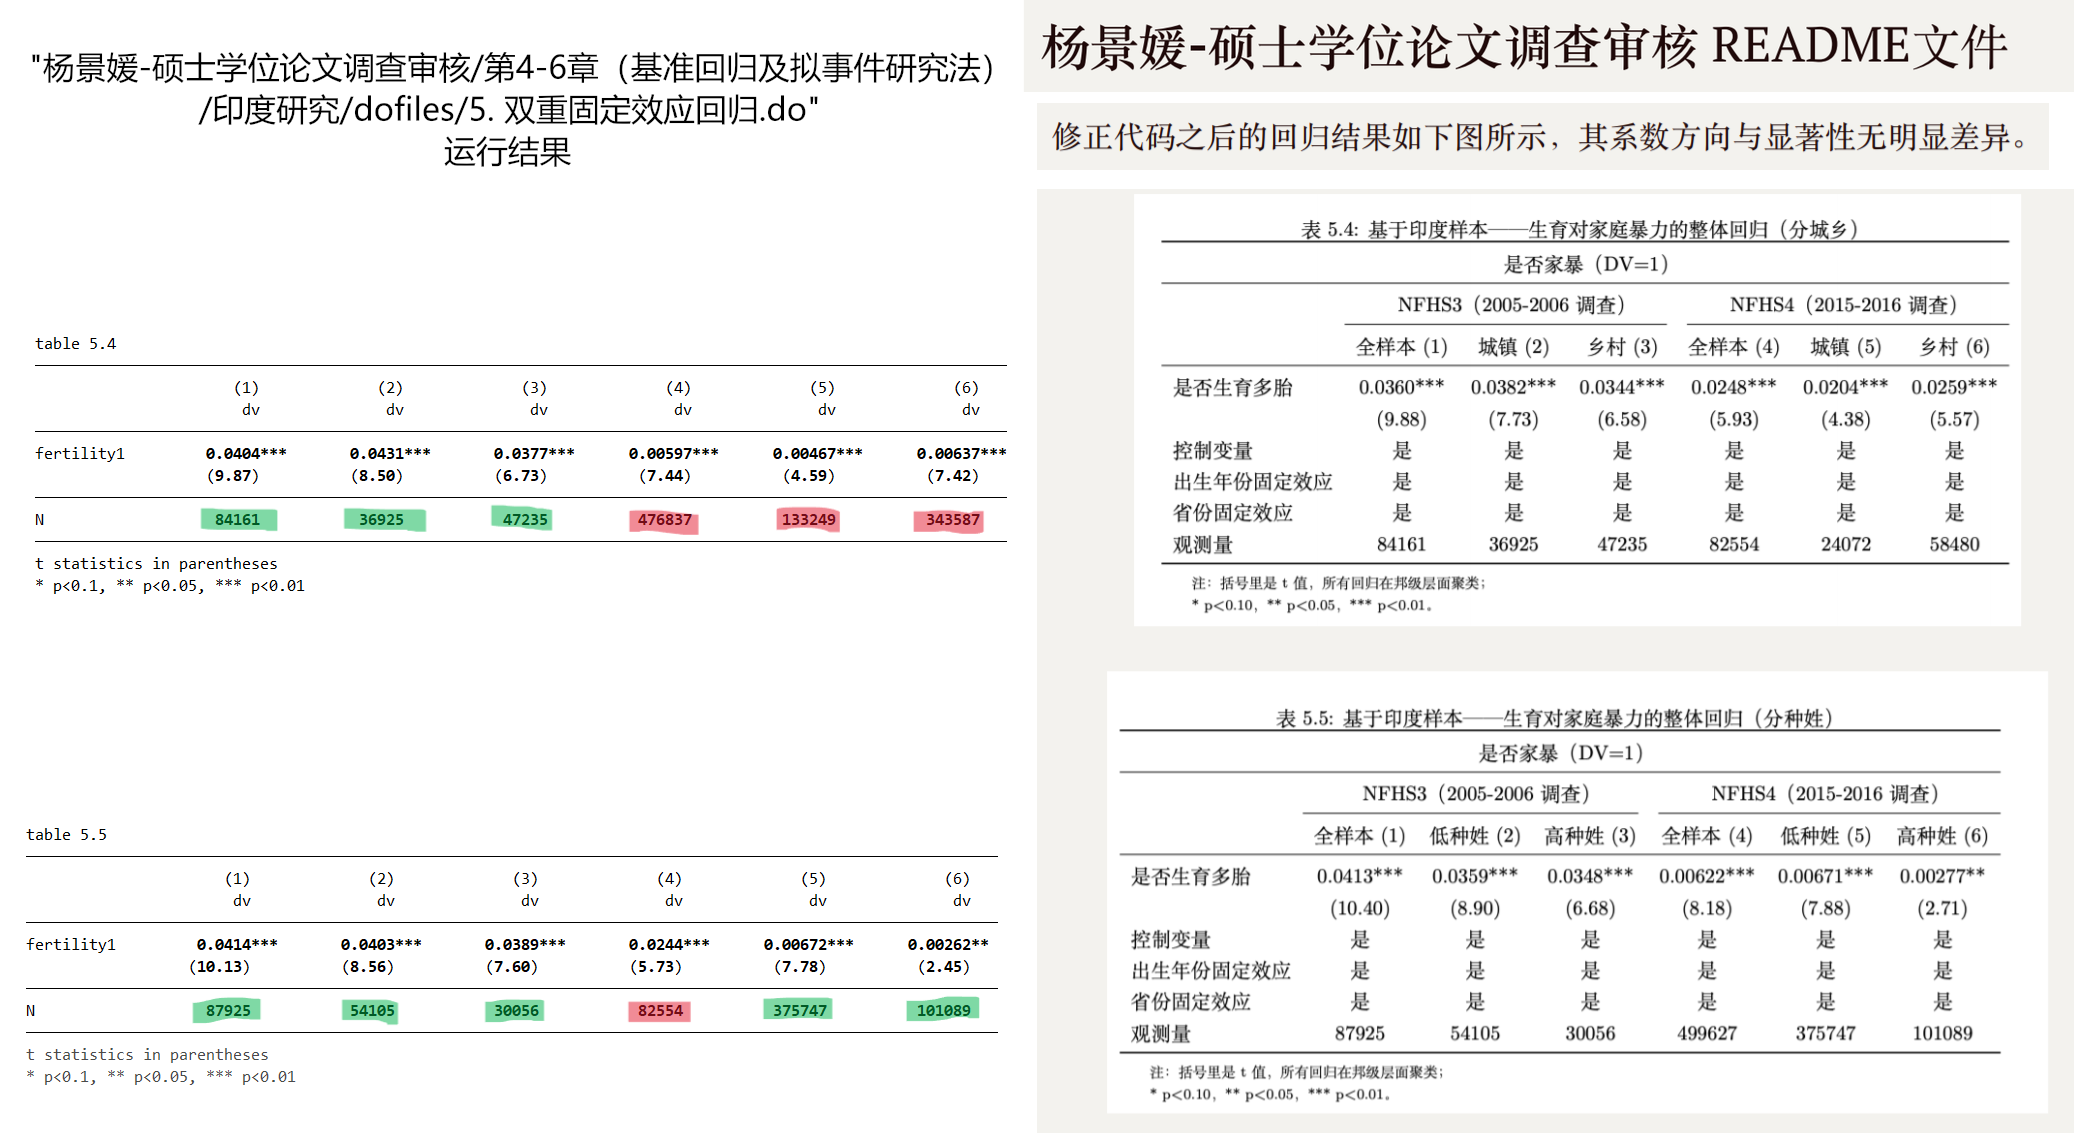 "杨景媛-硕士学位论文调查审核/第4-6章（基准回归及拟事件研究法）
/印度研究/dofiles/5. 双重固定效应回归.do"
运行结果
table 5.4
(1) (2) (3) (4) (5) (6)
dv dv dv dv dv dv
fertility1 0.0404*** 0.0431*** 0.0377*** 0.00597*** 0.00467*** 0.00637***
(9.87) (8.50) (6.73) (7.44) (4.59) (7.42)
N 84161 36925 47235 476837 133249 343587
t statistics in parentheses
* p<0.1, ** p<0.05, *** p<0.01
table 5.5
(1) (2) (3) (4) (5) (6)
dv dv dv dv dv dv
fertility1 0.0414*** 0.0403*** 0.0389*** 0.0244*** 0.00672*** 0.00262**
(10.13) (8.56) (7.60) (5.73) (7.78) (2.45)
N 87925 54105 30056 82554 375747 101089
t statistics in parentheses
* p<0.1, ** p<0.05, *** p<0.01
杨景媛-硕士学位论文调查审核 README文件
修正代码之后的回归结果如下图所示，其系数方向与显著性无明显差异。
表 5.4: 基于印度样本——生育对家庭暴力的整体回归（分城乡）
是否家暴（DV=1）
NFHS3（2005-2006 调查） NFHS4（2015-2016 调查）
全样本 (1) 城镇 (2) 乡村 (3) 全样本 (4) 城镇 (5) 乡村 (6)
是否生育多胎 0.0360*** 0.0382*** 0.0344*** 0.0248*** 0.0204*** 0.0259***
(9.88) (7.73) (6.58) (5.93) (4.38) (5.57)
控制变量 是 是 是 是 是 是
出生年份固定效应 是 是 是 是 是 是
省份固定效应 是 是 是 是 是 是
观测量 84161 36925 47235 82554 24072 58480
注：括号里是 t 值，所有回归在邦级层面聚类；
* p<0.10，** p<0.05，*** p<0.01。
表 5.5: 基于印度样本——生育对家庭暴力的整体回归（分种姓）
是否家暴（DV=1）
NFHS3（2005-2006 调查） NFHS4（2015-2016 调查）
全样本 (1) 低种姓 (2) 高种姓 (3) 全样本 (4) 低种姓 (5) 高种姓 (6)
是否生育多胎 0.0413*** 0.0359*** 0.0348*** 0.00622*** 0.00671*** 0.00277**
(10.40) (8.90) (6.68) (8.18) (7.88) (2.71)
控制变量 是 是 是 是 是 是
出生年份固定效应 是 是 是 是 是 是
省份固定效应 是 是 是 是 是 是
观测量 87925 54105 30056 499627 375747 101089
注：括号里是 t 值，所有回归在邦级层面聚类；
* p<0.10，** p<0.05，*** p<0.01。